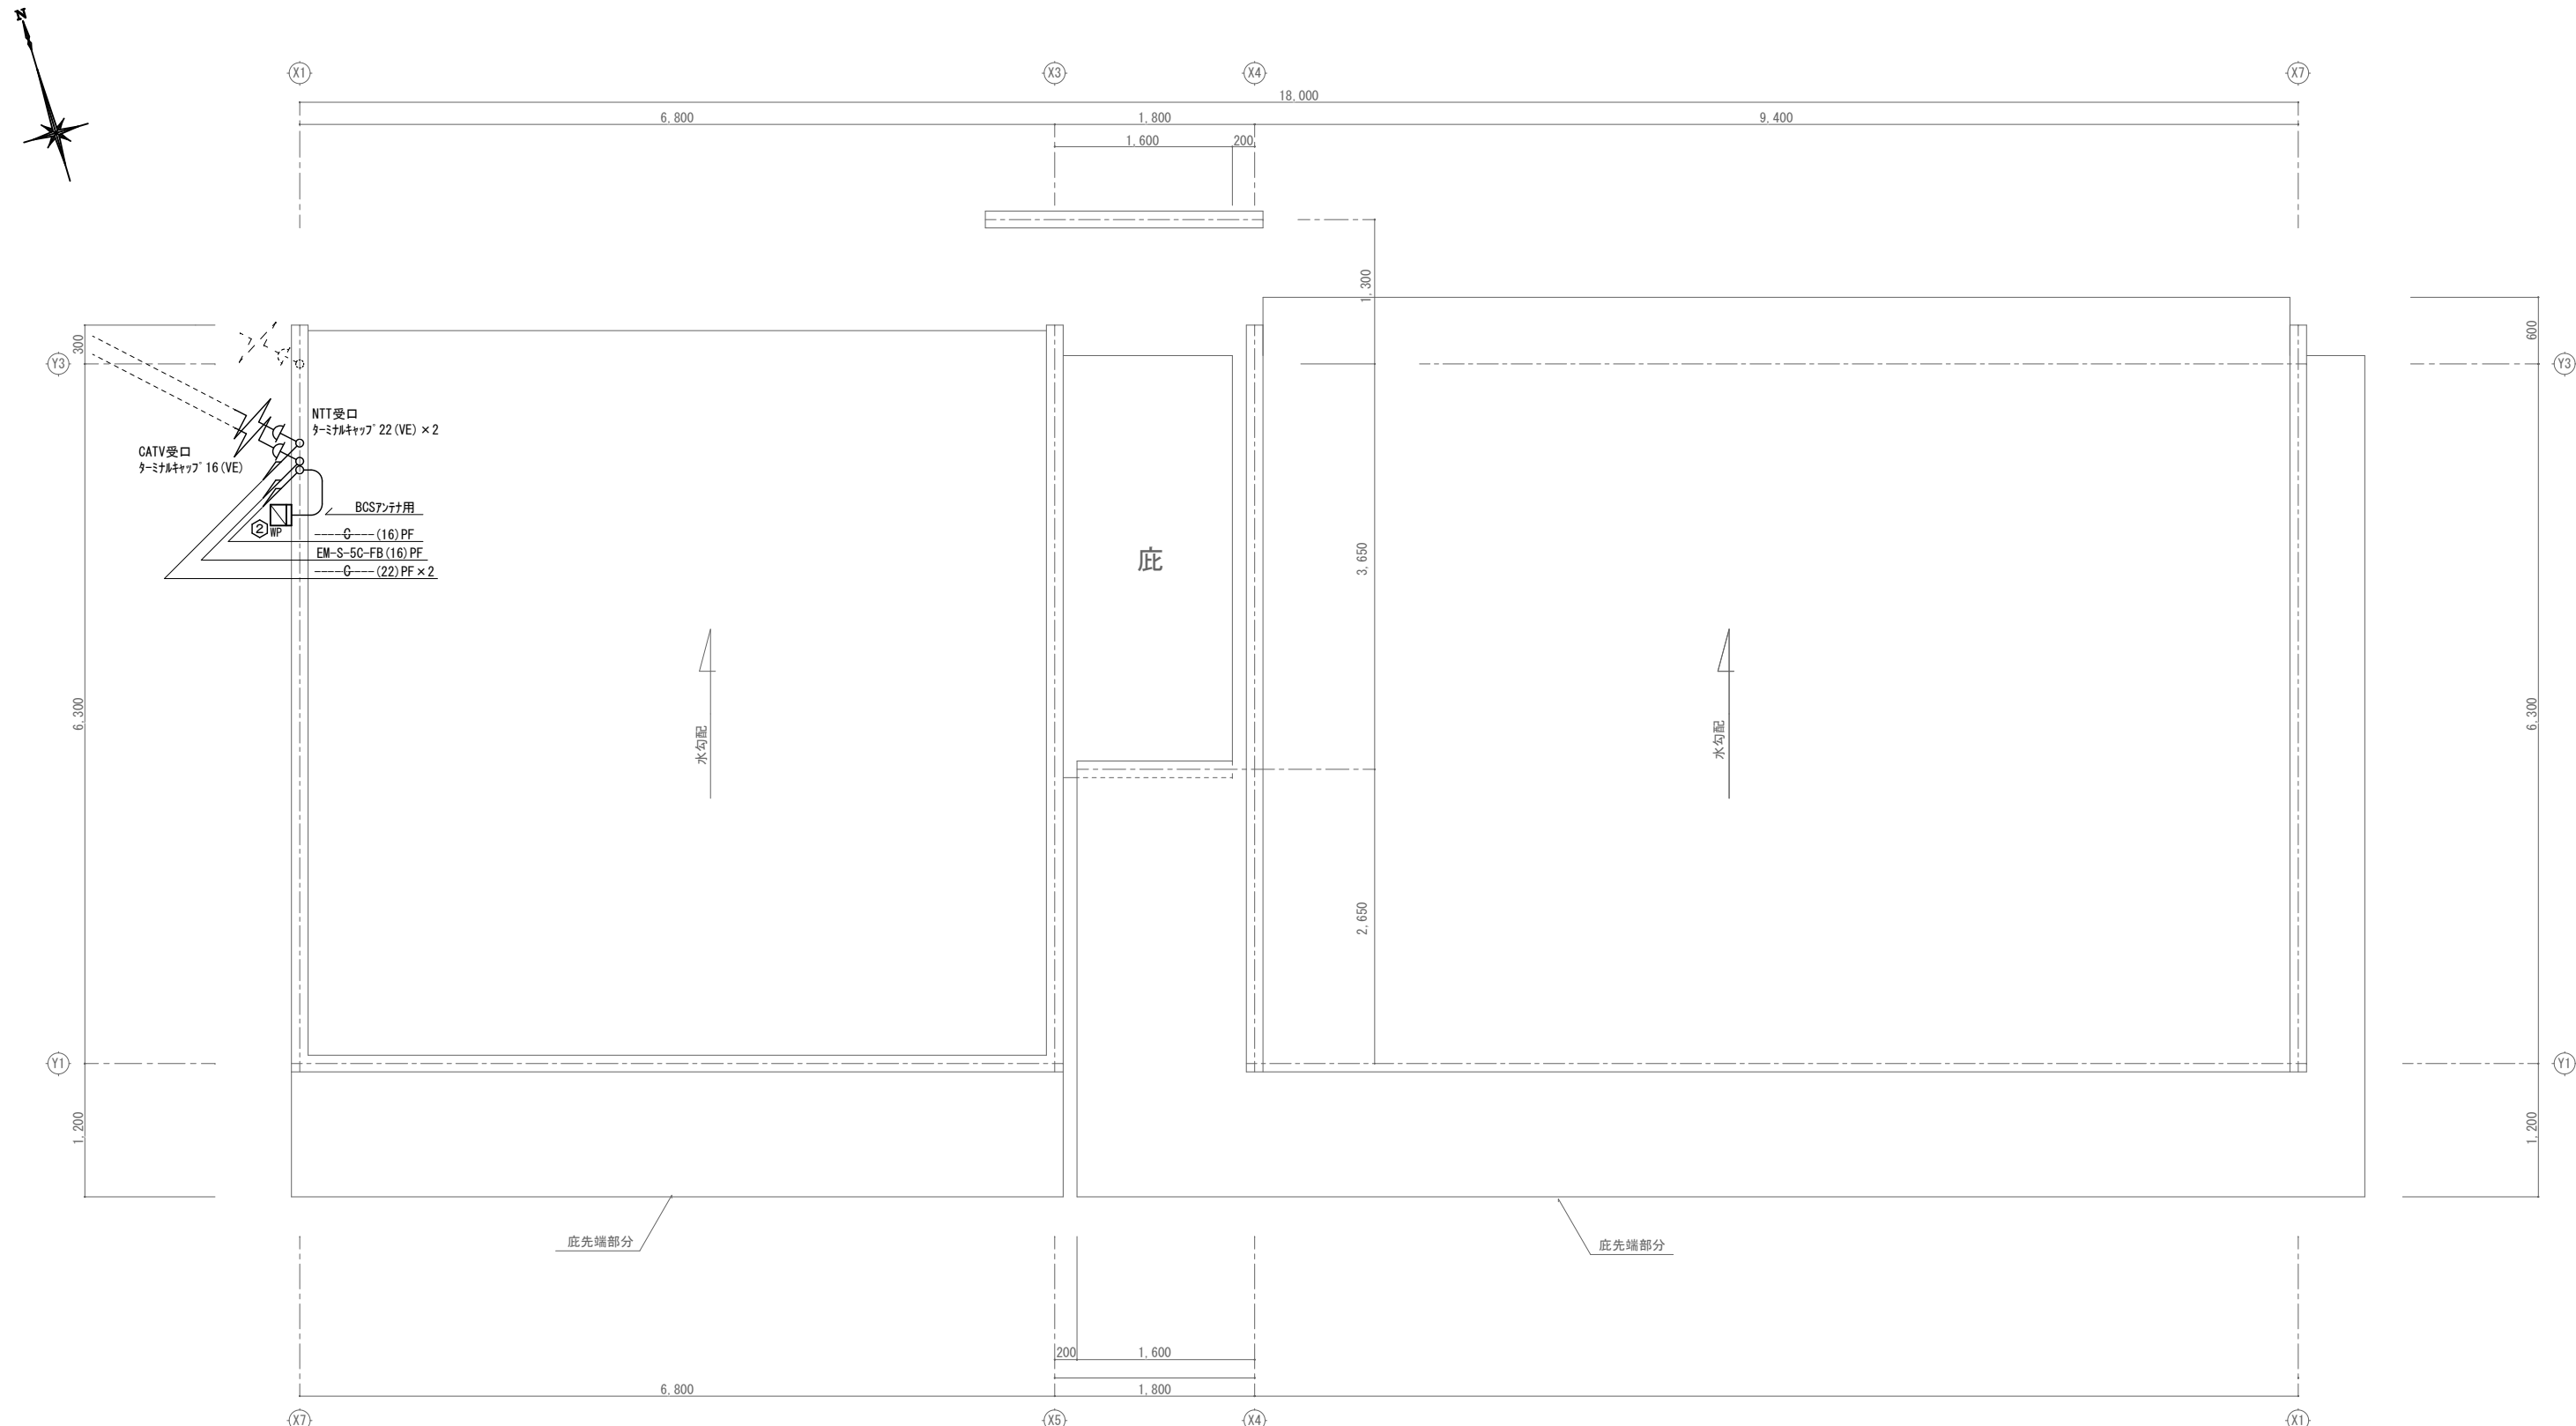 N
X1
X3
X4
X7
18,000
6,800
1,800
9,400
1,600
200
1,300
300
600
Y3
Y3
NTT受口
ﾀｰﾐﾅﾙｷｬｯﾌﾟ22(VE)×2
CATV受口
ﾀｰﾐﾅﾙｷｬｯﾌﾟ16(VE)
BCSｱﾝﾃﾅ用
2
WP
----C----(16)PF
EM-S-5C-FB(16)PF
----C----(22)PF×2
庇
3,650
6,300
水勾配
水勾配
6,300
2,650
Y1
Y1
1,200
1,200
庇先端部分
庇先端部分
200
1,600
6,800
1,800
X7
X5
X4
X1